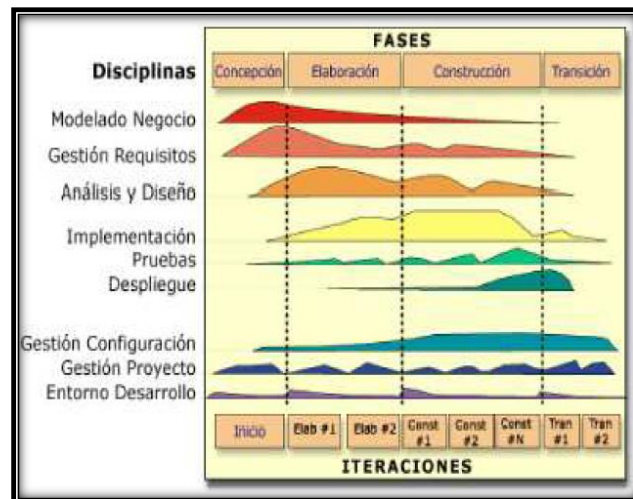 FASES
Disciplinas
Concepción Elaboración Construcción Transición
Modelado Negocio
Gestión Requisitos
Análisis y Diseño
Implementación
Pruebas
Despliegue
Gestión Configuración
Gestión Proyecto
Entorno Desarrollo
Inicio Elab #1 Elab #2 Const #1 Const #2 Const #N Tran #1 Tran #2
ITERACIONES